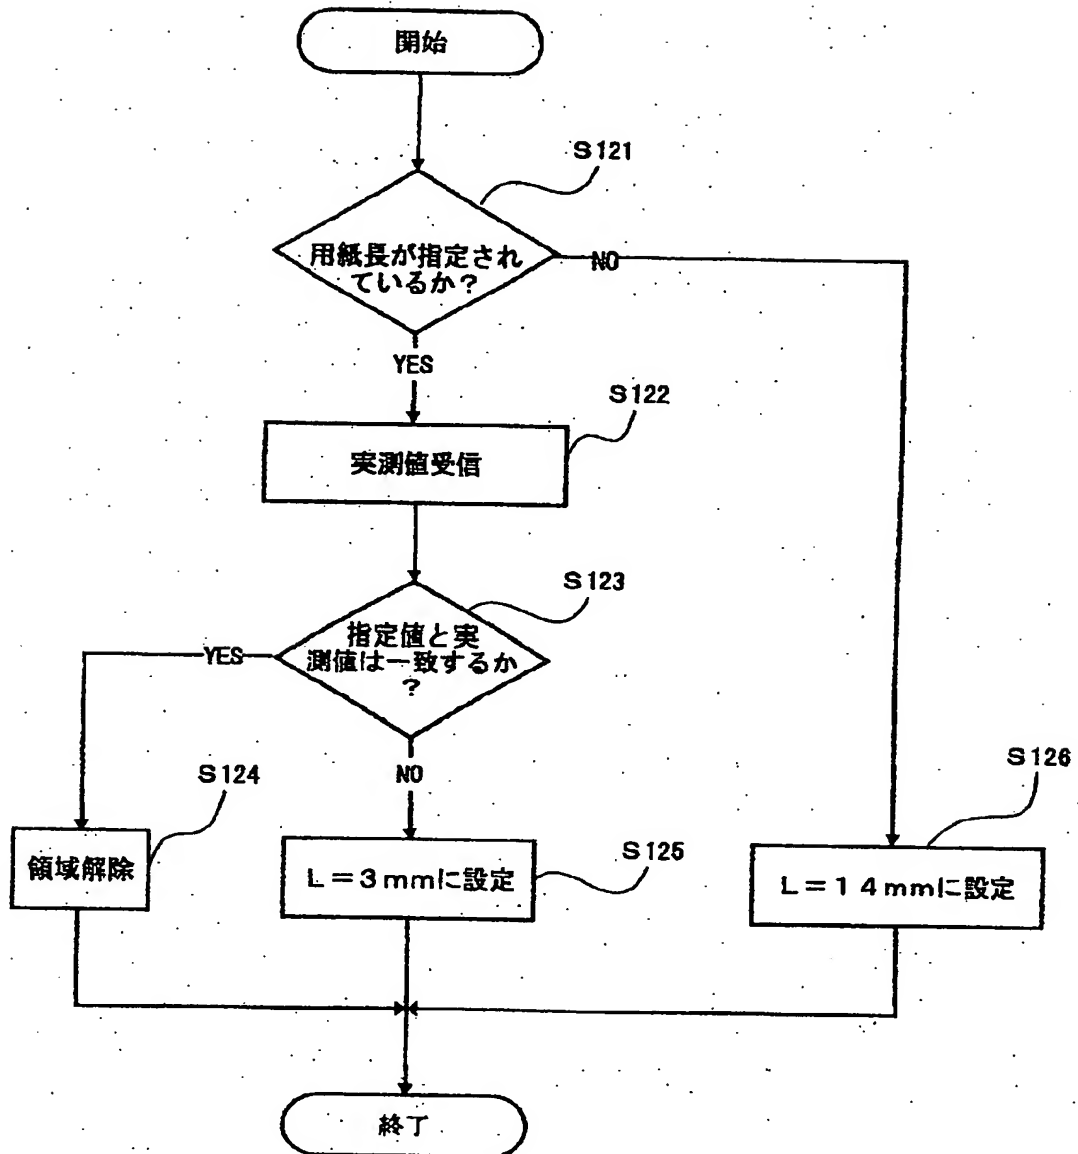 開始
S121
用紙長が指定され
ているか?
NO
YES
S122
実測値受信
S123
指定値と実
測値は一致するか
?
YES
NO
S124
領域解除
S125
L=3mmに設定
S126
L=14mmに設定
終了